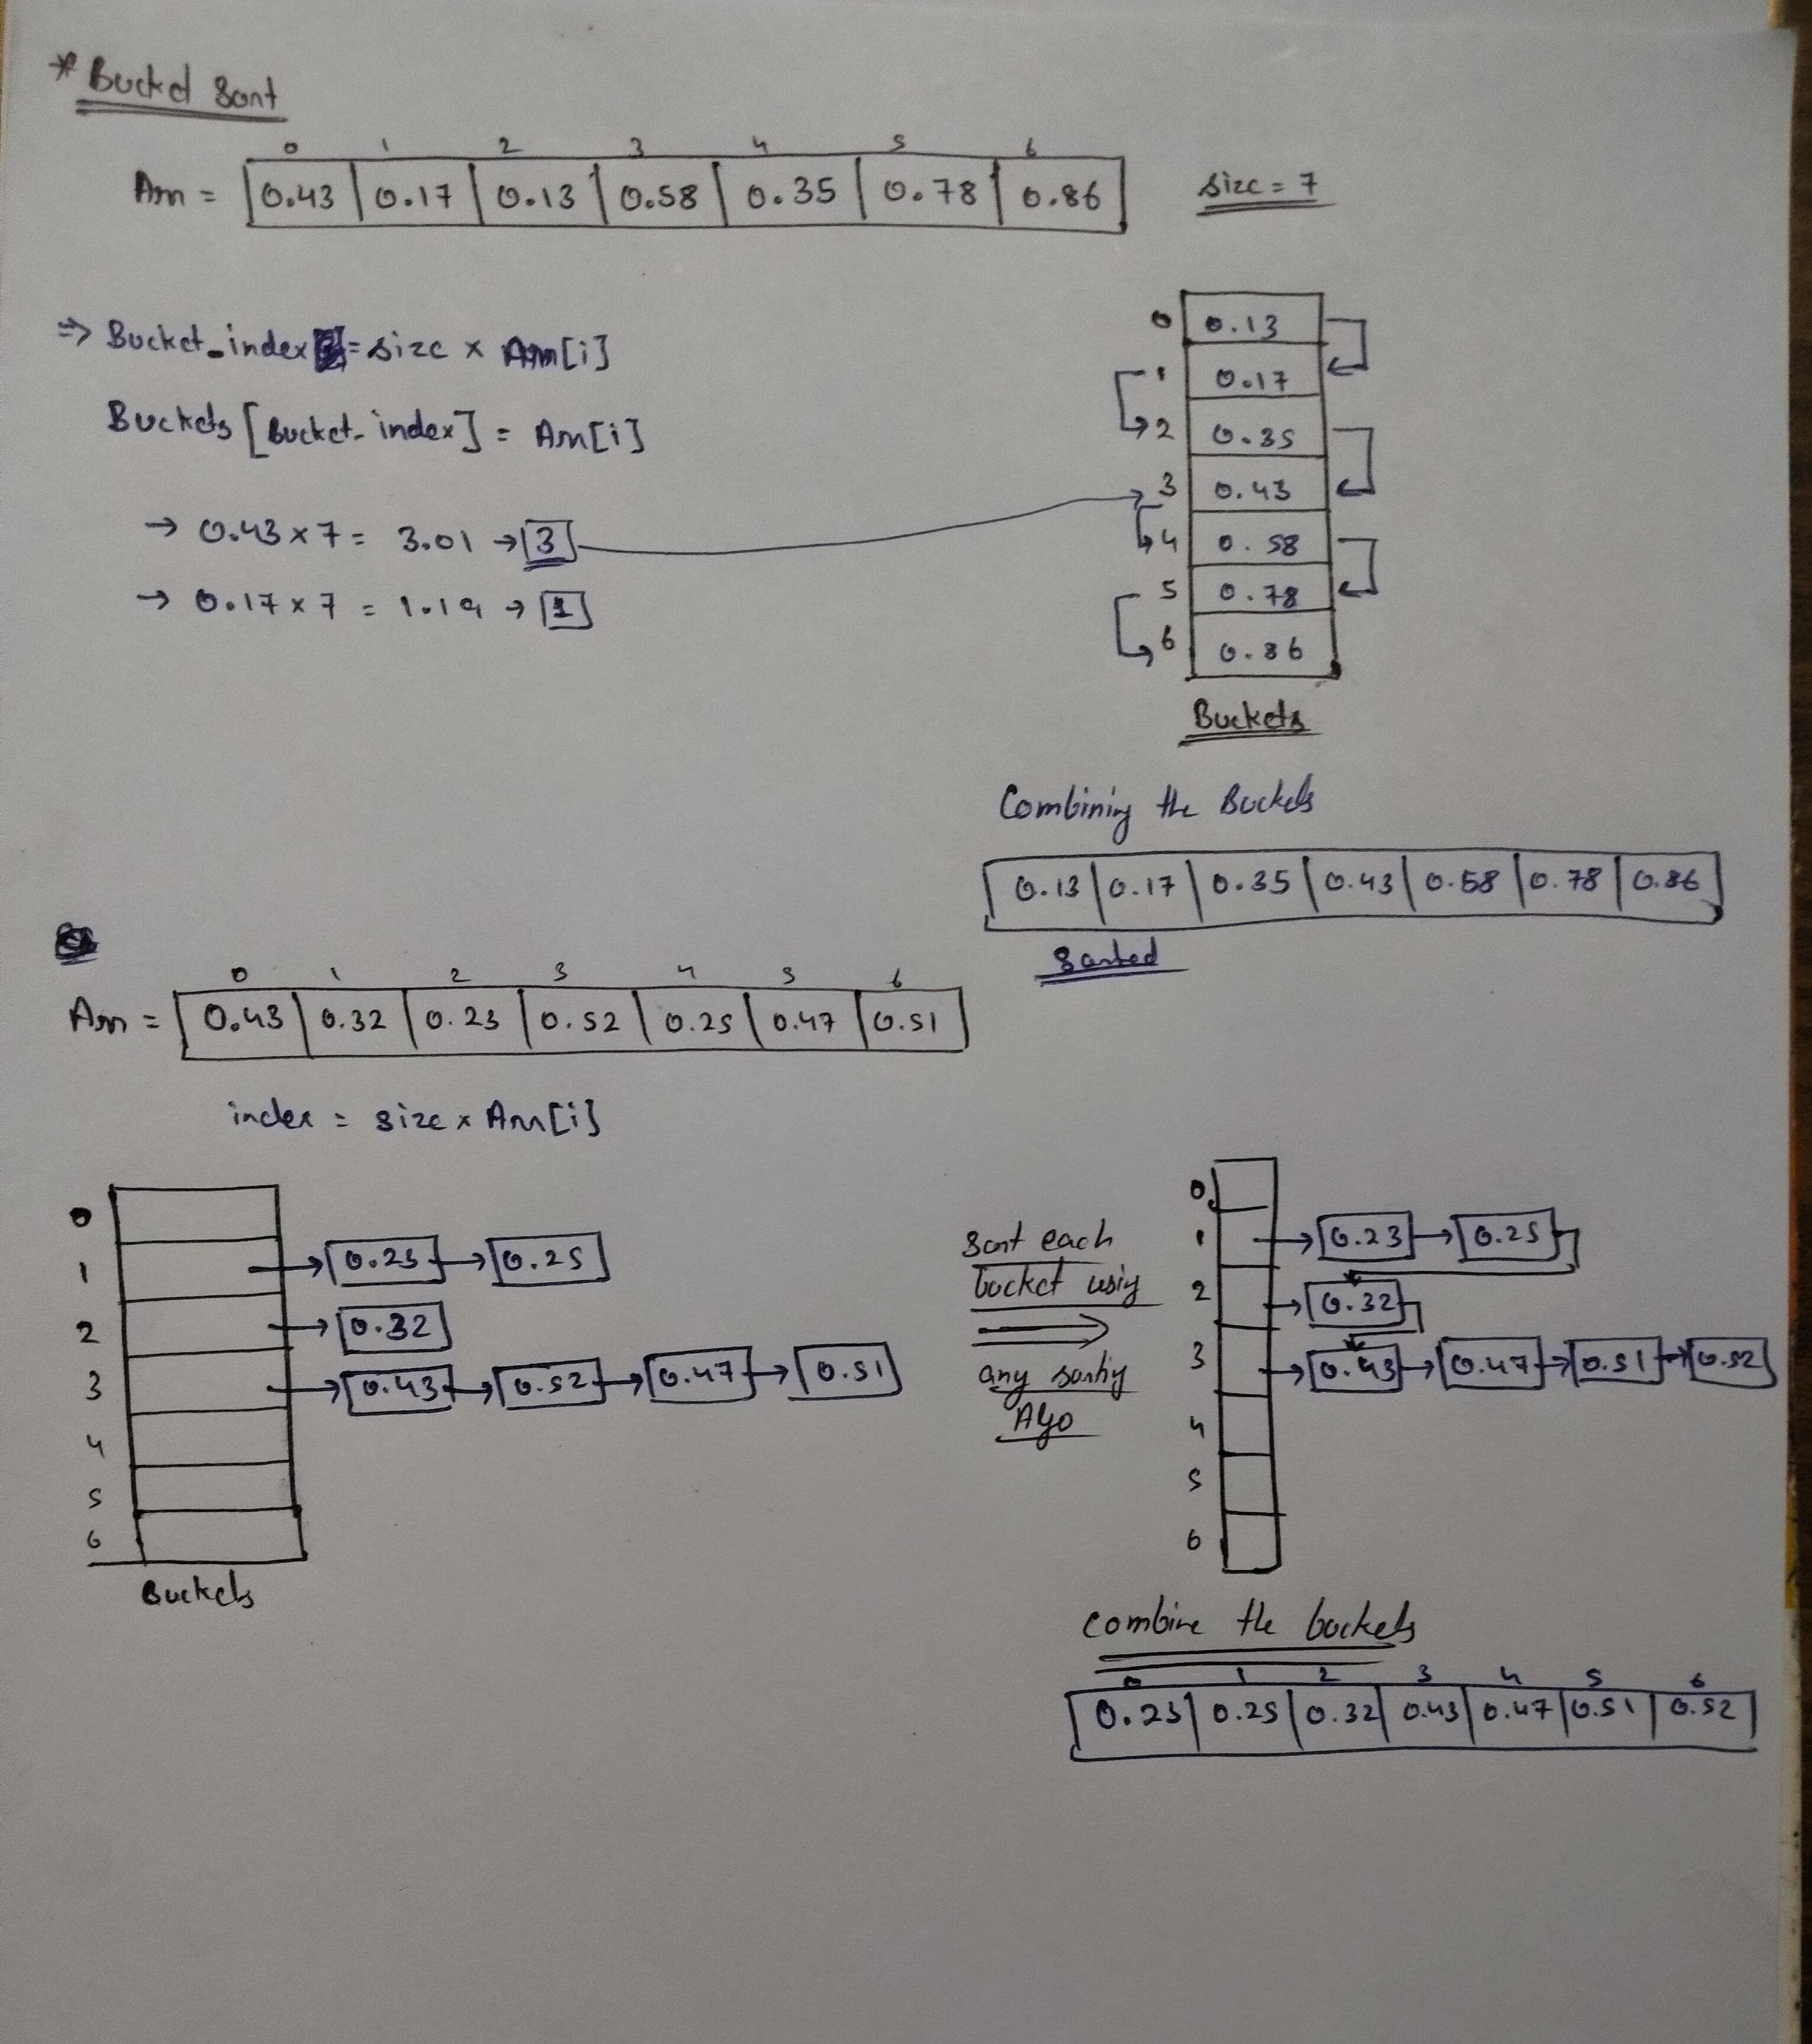 * Bucket Sort
0 1 2 3 4 5 6
Arr = 0.43 0.17 0.13 0.58 0.35 0.78 0.86 size = 7
=> Bucket_index = size x Arr[i]
Buckets [Bucket_index] = Arr[i]
→ 0.43 x 7 = 3.01 → 3
→ 0.17 x 7 = 1.19 → 1
0 0.13
1 0.17
2 0.35
3 0.43
4 0.58
5 0.78
6 0.86
Buckets
Combining the Buckets
0.13 0.17 0.35 0.43 0.58 0.78 0.86
Sorted
0 1 2 3 4 5 6
Arr = 0.43 0.32 0.23 0.52 0.25 0.47 0.51
index = size x Arr[i]
0
1 → 0.23 → 0.25
2 → 0.32
3 → 0.43 → 0.52 → 0.47 → 0.51
4
5
6
Buckets
Sort each
bucket using
any sorting
Algo
0
1 → 0.23 → 0.25
2 → 0.32
3 → 0.43 → 0.47 → 0.51 → 0.52
4
5
6
Combine the buckets
0 1 2 3 4 5 6
0.23 0.25 0.32 0.43 0.47 0.51 0.52